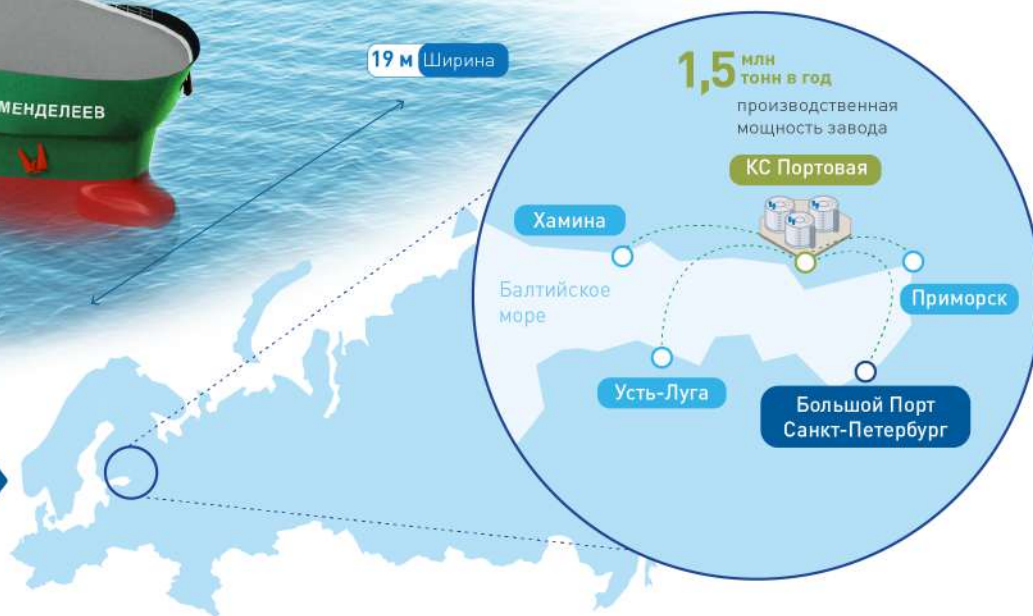 МЕНДЕЛЕЕВ
19 м Ширина
1,5 млн
тонн в год
производственная
мощность завода
КС Портовая
Хамина
Балтийское
море
Приморск
Усть-Луга
Большой Порт
Санкт-Петербург